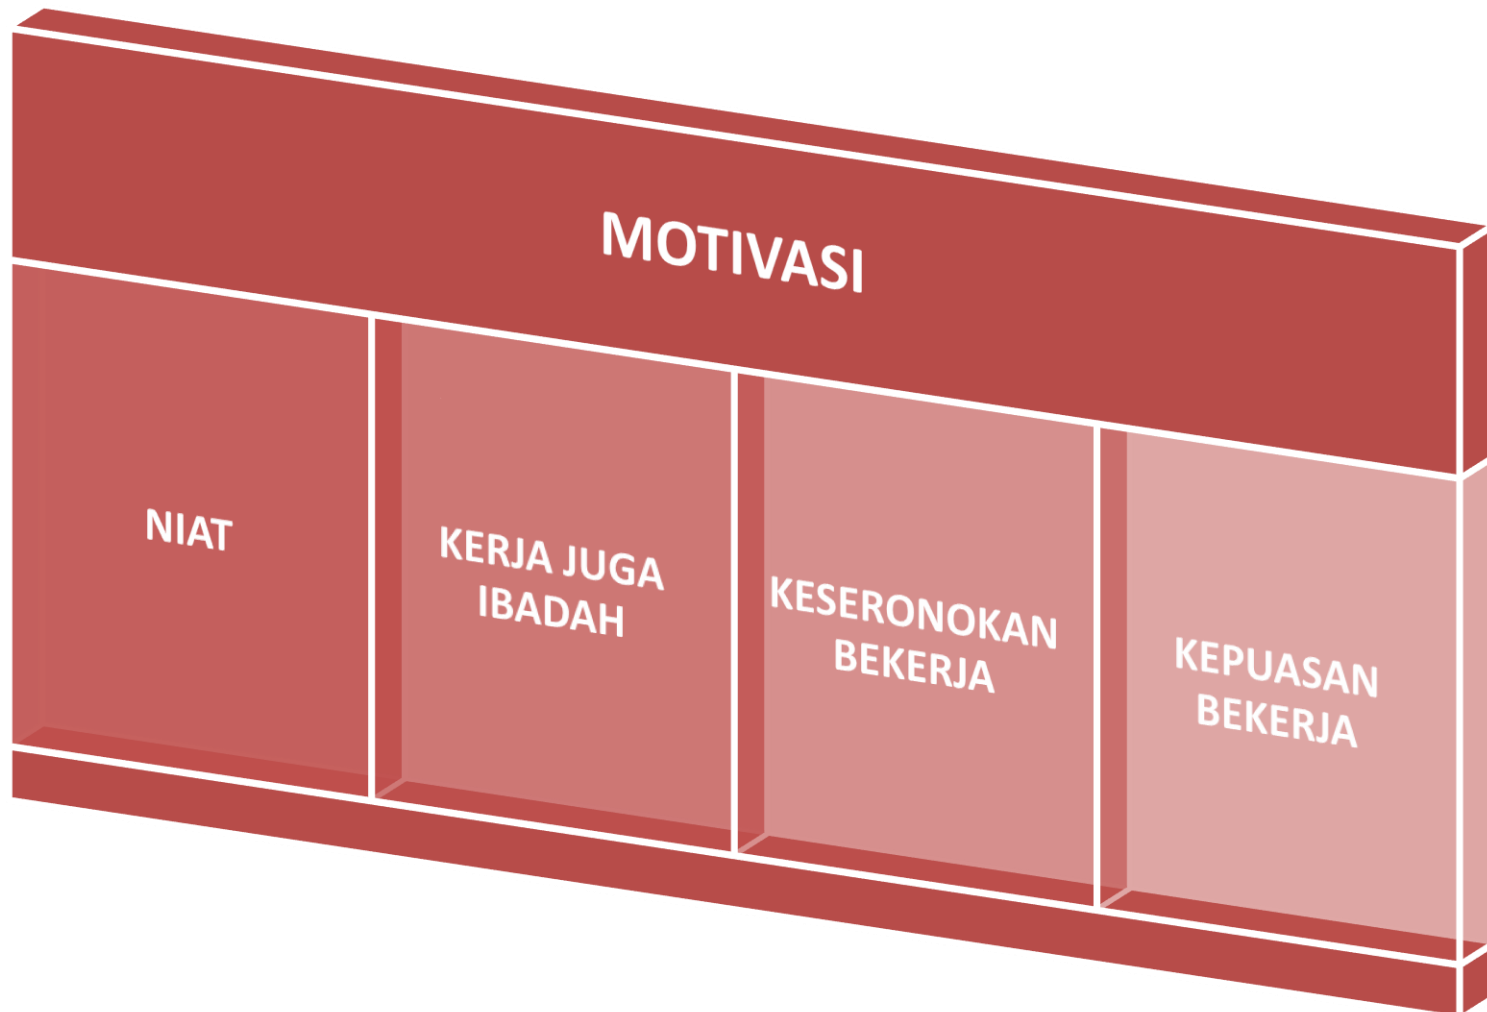 MOTIVASI
NIAT
KERJA JUGA
IBADAH
KESERONOKAN
BEKERJA
KEPUASAN
BEKERJA